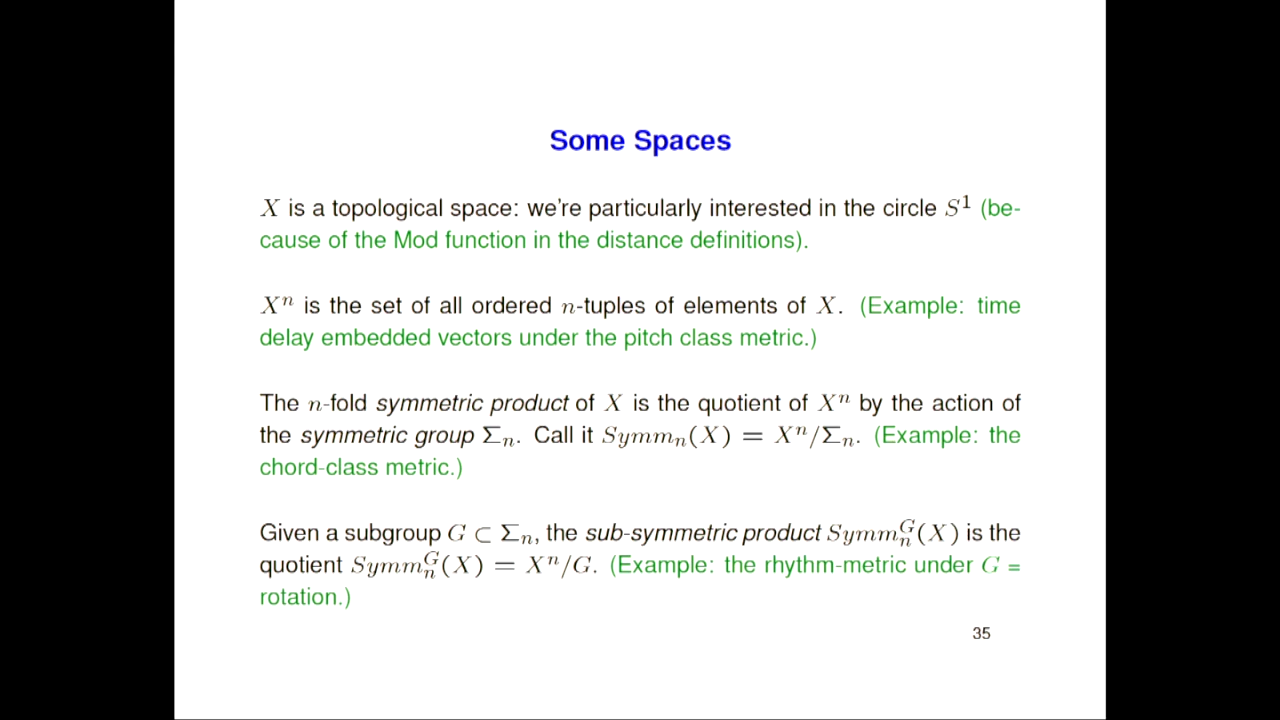 Some Spaces
X is a topological space: we're particularly interested in the circle S¹ (be-
cause of the Mod function in the distance definitions).
Xⁿ is the set of all ordered n-tuples of elements of X. (Example: time
delay embedded vectors under the pitch class metric.)
The n-fold symmetric product of X is the quotient of Xⁿ by the action of
the symmetric group Σₙ. Call it Symmₙ(X) = Xⁿ/Σₙ. (Example: the
chord-class metric.)
Given a subgroup G ⊂ Σₙ, the sub-symmetric product Symmₙᴳ(X) is the
quotient Symmₙᴳ(X) = Xⁿ/G. (Example: the rhythm-metric under G =
rotation.)
35